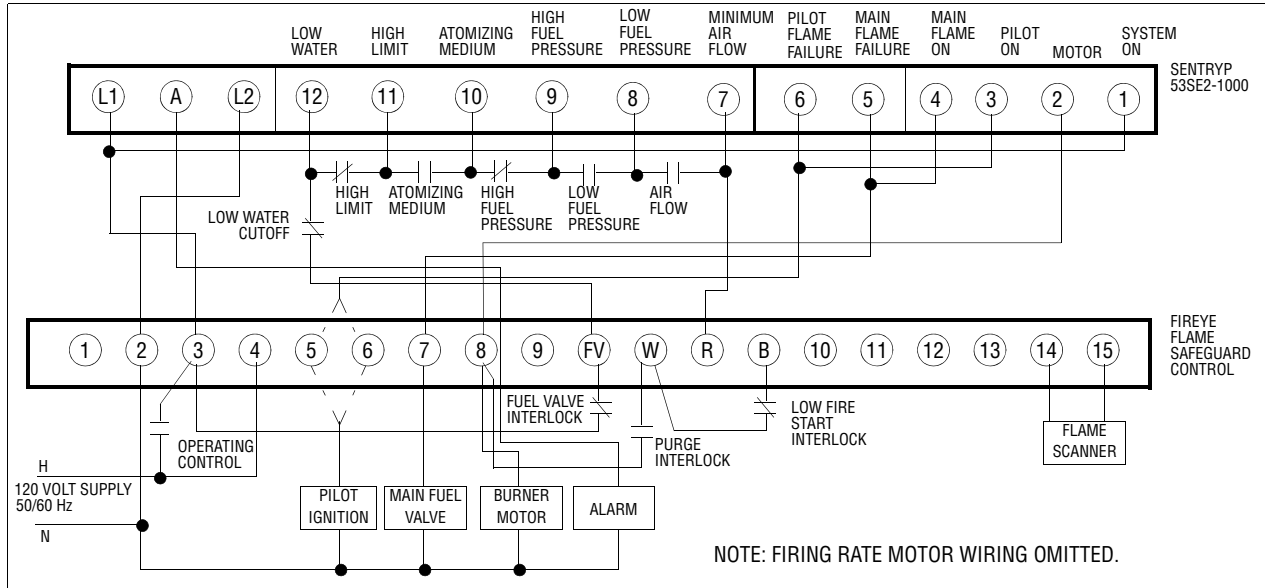 LOW
WATER
HIGH
LIMIT
ATOMIZING
MEDIUM
HIGH
FUEL
PRESSURE
LOW
FUEL
PRESSURE
MINIMUM
AIR
FLOW
PILOT
FLAME
FAILURE
MAIN
FLAME
FAILURE
MAIN
FLAME
ON
PILOT
ON
MOTOR
SYSTEM
ON
SENTRYP
53SE2-1000
L1 A L2 12 11 10 9 8 7 6 5 4 3 2 1
HIGH
LIMIT
ATOMIZING
MEDIUM
HIGH
FUEL
PRESSURE
LOW
FUEL
PRESSURE
AIR
FLOW
LOW WATER
CUTOFF
FIREYE
FLAME
SAFEGUARD
CONTROL
1 2 3 4 5 6 7 8 9 FV W R B 10 11 12 13 14 15
FUEL VALVE
INTERLOCK
LOW FIRE
START
INTERLOCK
PURGE
INTERLOCK
FLAME
SCANNER
OPERATING
CONTROL
H
120 VOLT SUPPLY
50/60 Hz
N
PILOT
IGNITION
MAIN FUEL
VALVE
BURNER
MOTOR
ALARM
NOTE: FIRING RATE MOTOR WIRING OMITTED.